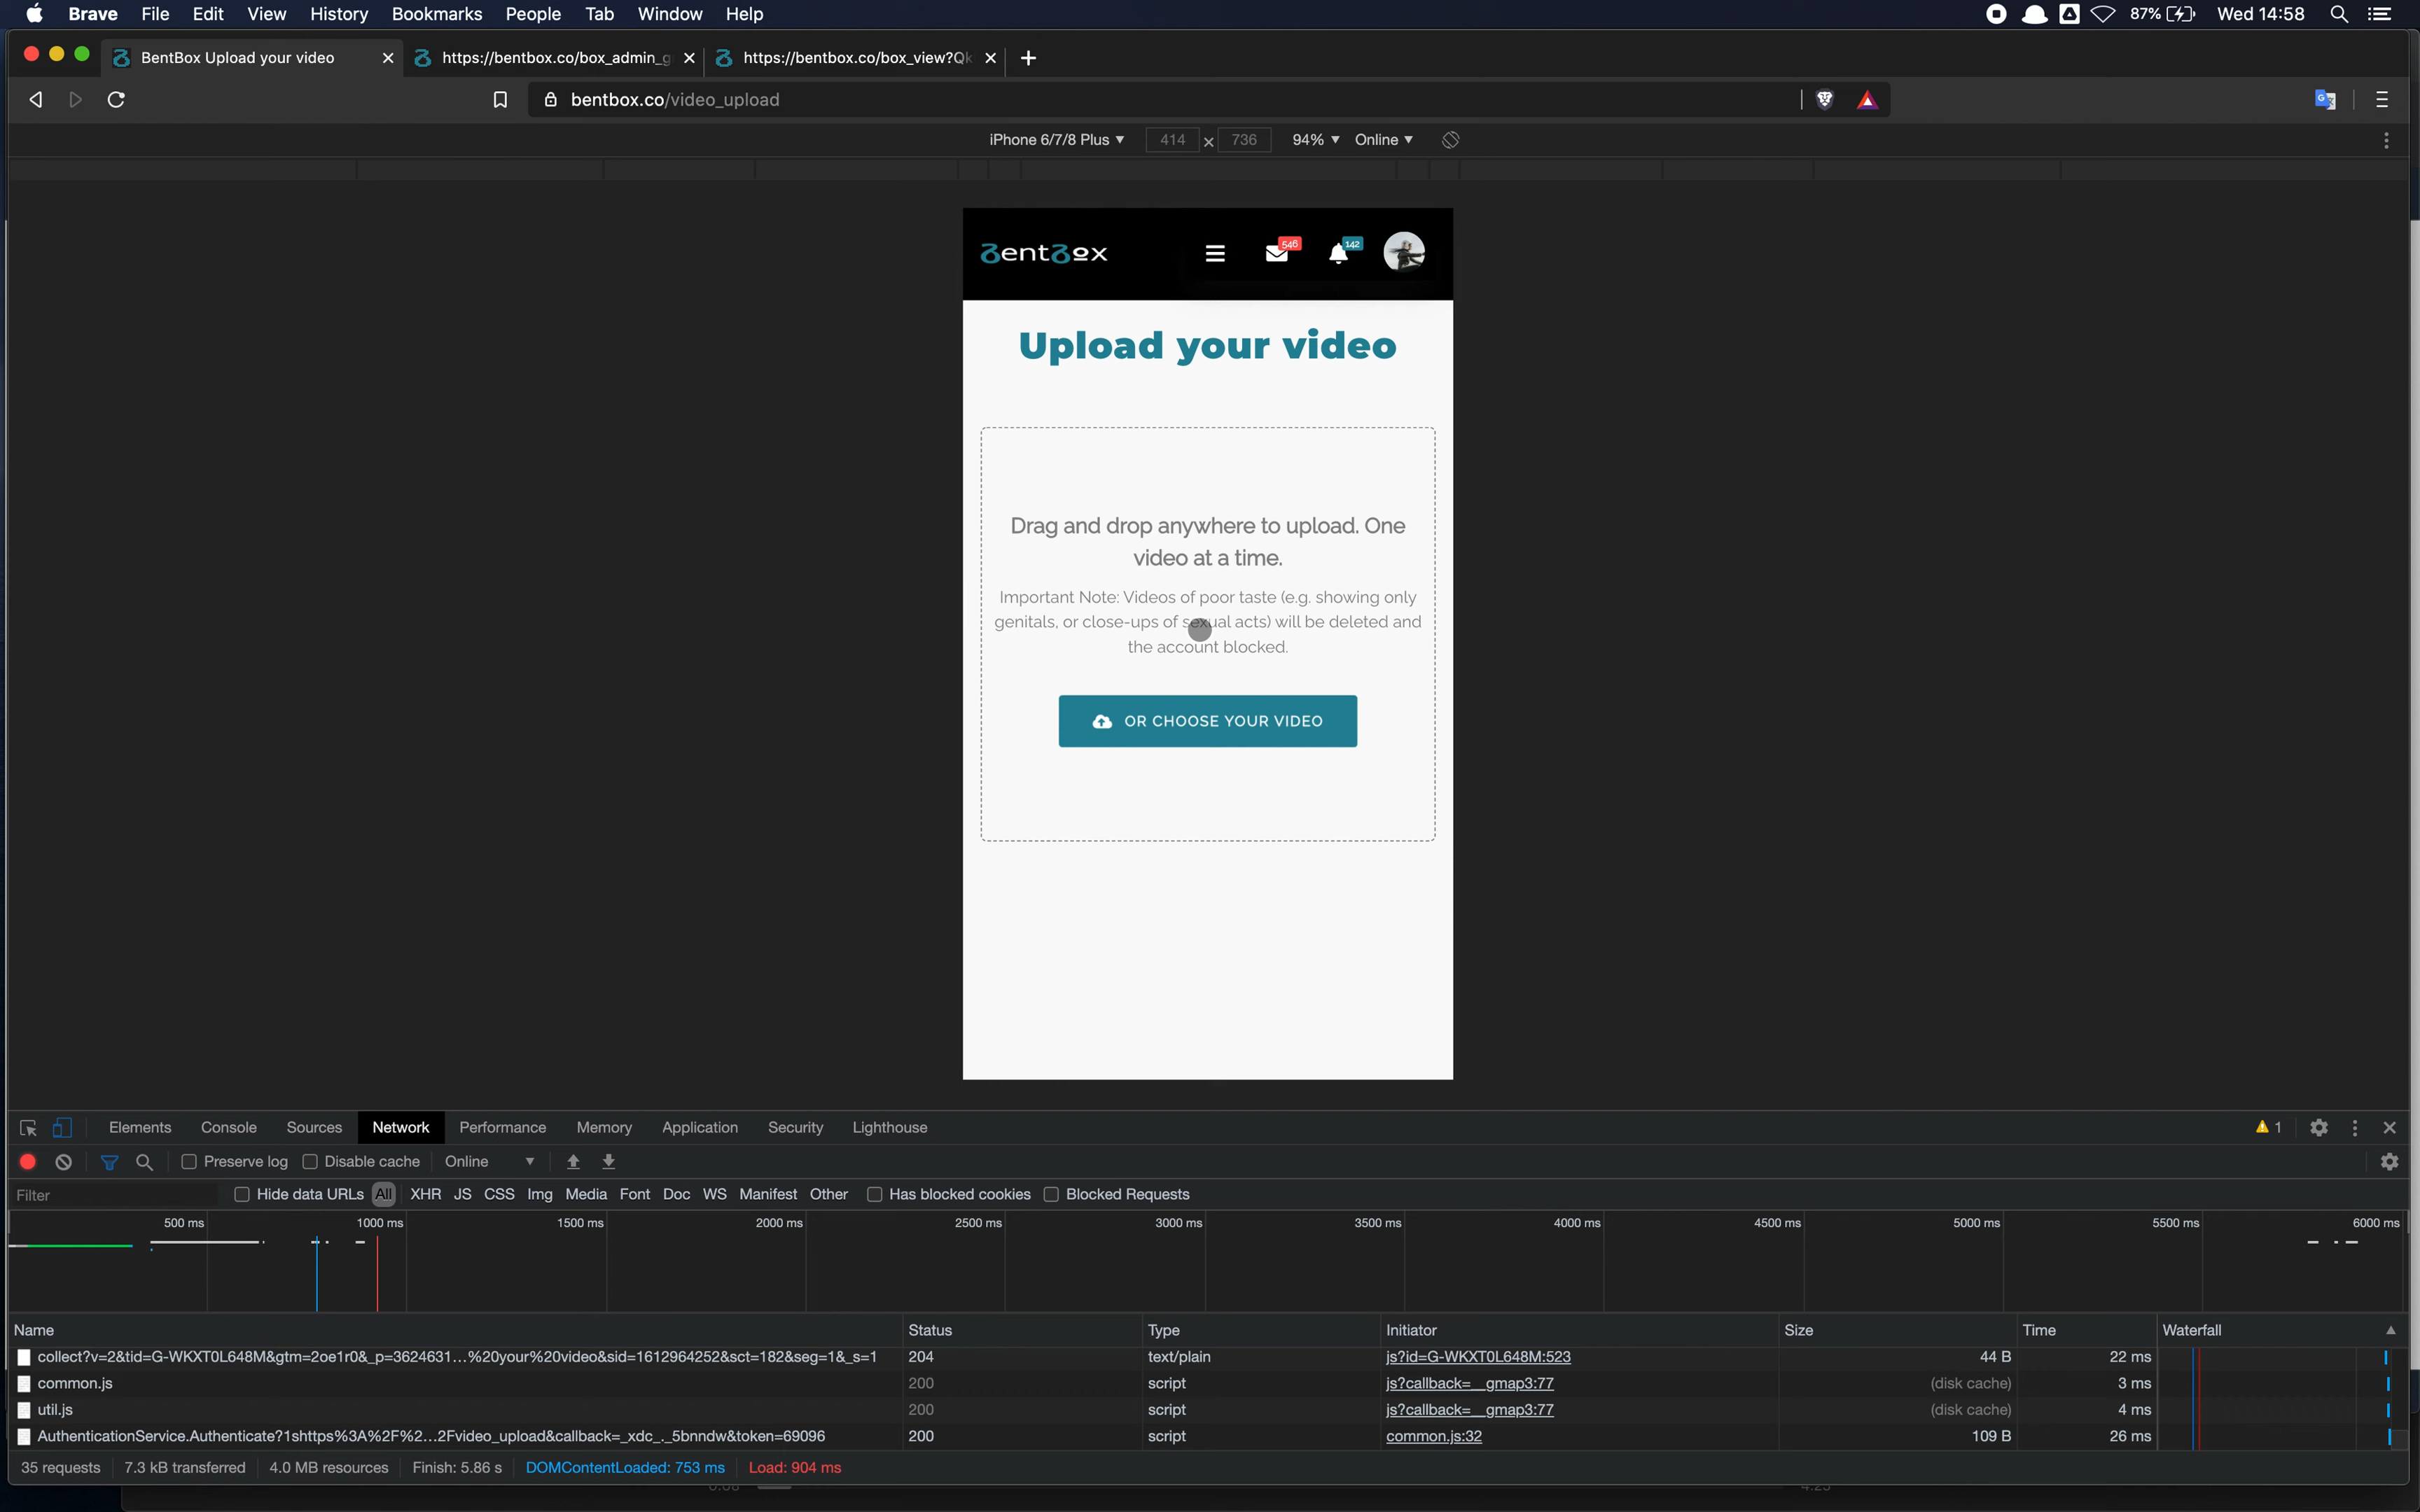 Brave File Edit View History Bookmarks People Tab Window Help 87% Wed 14:58
BentBox Upload your video https://bentbox.co/box_admin_g https://bentbox.co/box_view?Qk
bentbox.co/video_upload
iPhone 6/7/8 Plus 414 × 736 94% Online
BentBox 546 142
Upload your video
Drag and drop anywhere to upload. One
video at a time.
Important Note: Videos of poor taste (e.g. showing only
genitals, or close-ups of sexual acts) will be deleted and
the account blocked.
OR CHOOSE YOUR VIDEO
Elements Console Sources Network Performance Memory Application Security Lighthouse 1
Preserve log Disable cache Online
Filter Hide data URLs All XHR JS CSS Img Media Font Doc WS Manifest Other Has blocked cookies Blocked Requests
500 ms 1000 ms 1500 ms 2000 ms 2500 ms 3000 ms 3500 ms 4000 ms 4500 ms 5000 ms 5500 ms 6000 ms
Name Status Type Initiator Size Time Waterfall
collect?v=2&tid=G-WKXT0L648M&gtm=2oe1r0&_p=3624631...%20your%20video&sid=1612964252&sct=182&seg=1&_s=1 204 text/plain js?id=G-WKXT0L648M:523 44 B 22 ms
common.js 200 script js?callback=__gmap3:77 (disk cache) 3 ms
util.js 200 script js?callback=__gmap3:77 (disk cache) 4 ms
AuthenticationService.Authenticate?1shttps%3A%2F%2...2Fvideo_upload&callback=_xdc_._5bnndw&token=69096 200 script common.js:32 109 B 26 ms
35 requests 7.3 kB transferred 4.0 MB resources Finish: 5.86 s DOMContentLoaded: 753 ms Load: 904 ms